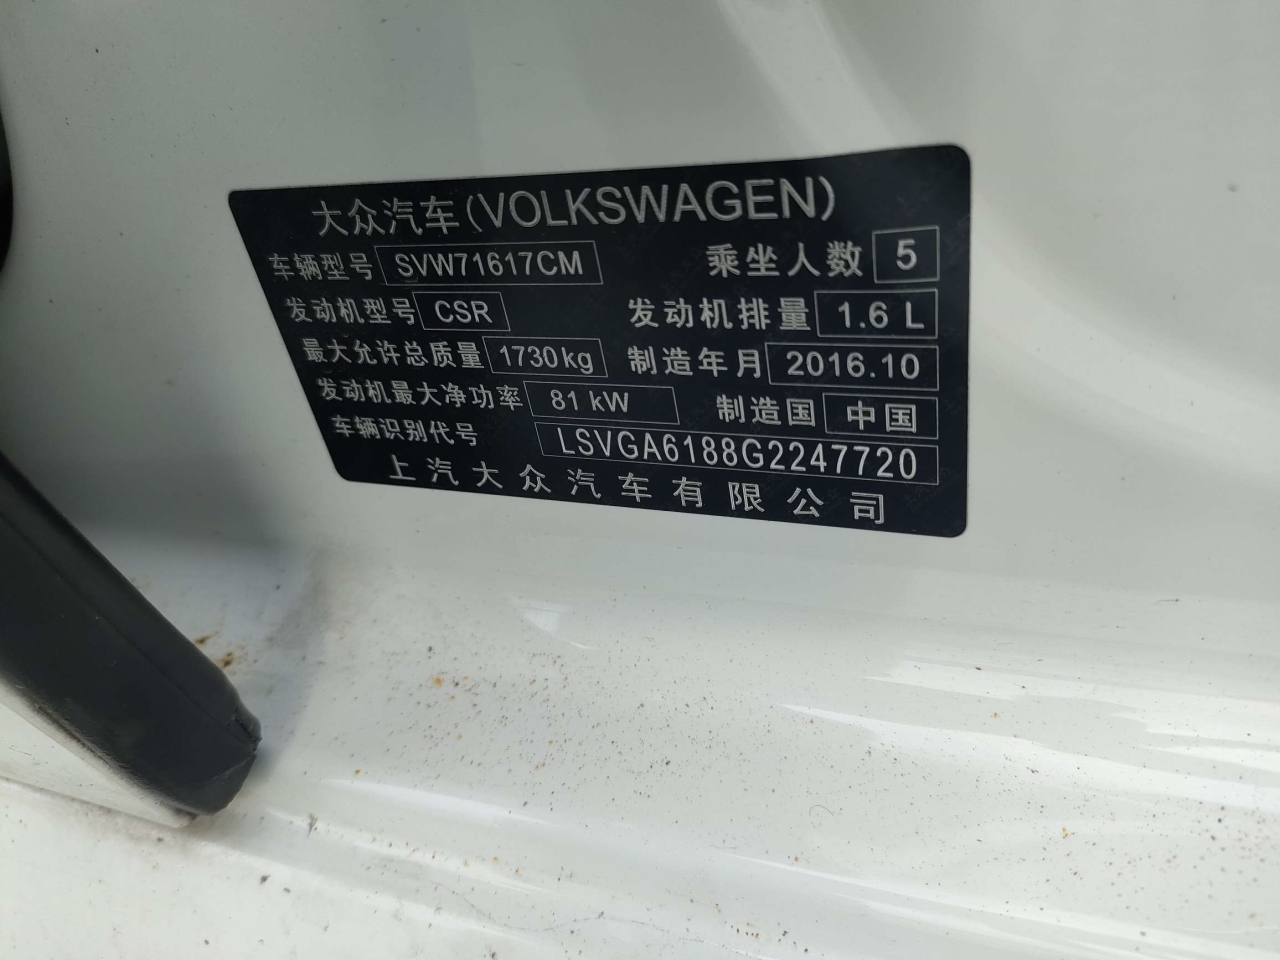 大众汽车(VOLKSWAGEN)
车辆型号 SVW71617CM 乘坐人数 5
发动机型号 CSR 发动机排量 1.6 L
最大允许总质量 1730kg 制造年月 2016.10
发动机最大净功率 81 kW 制造国 中国
车辆识别代号 LSVGA6188G2247720
上汽大众汽车有限公司